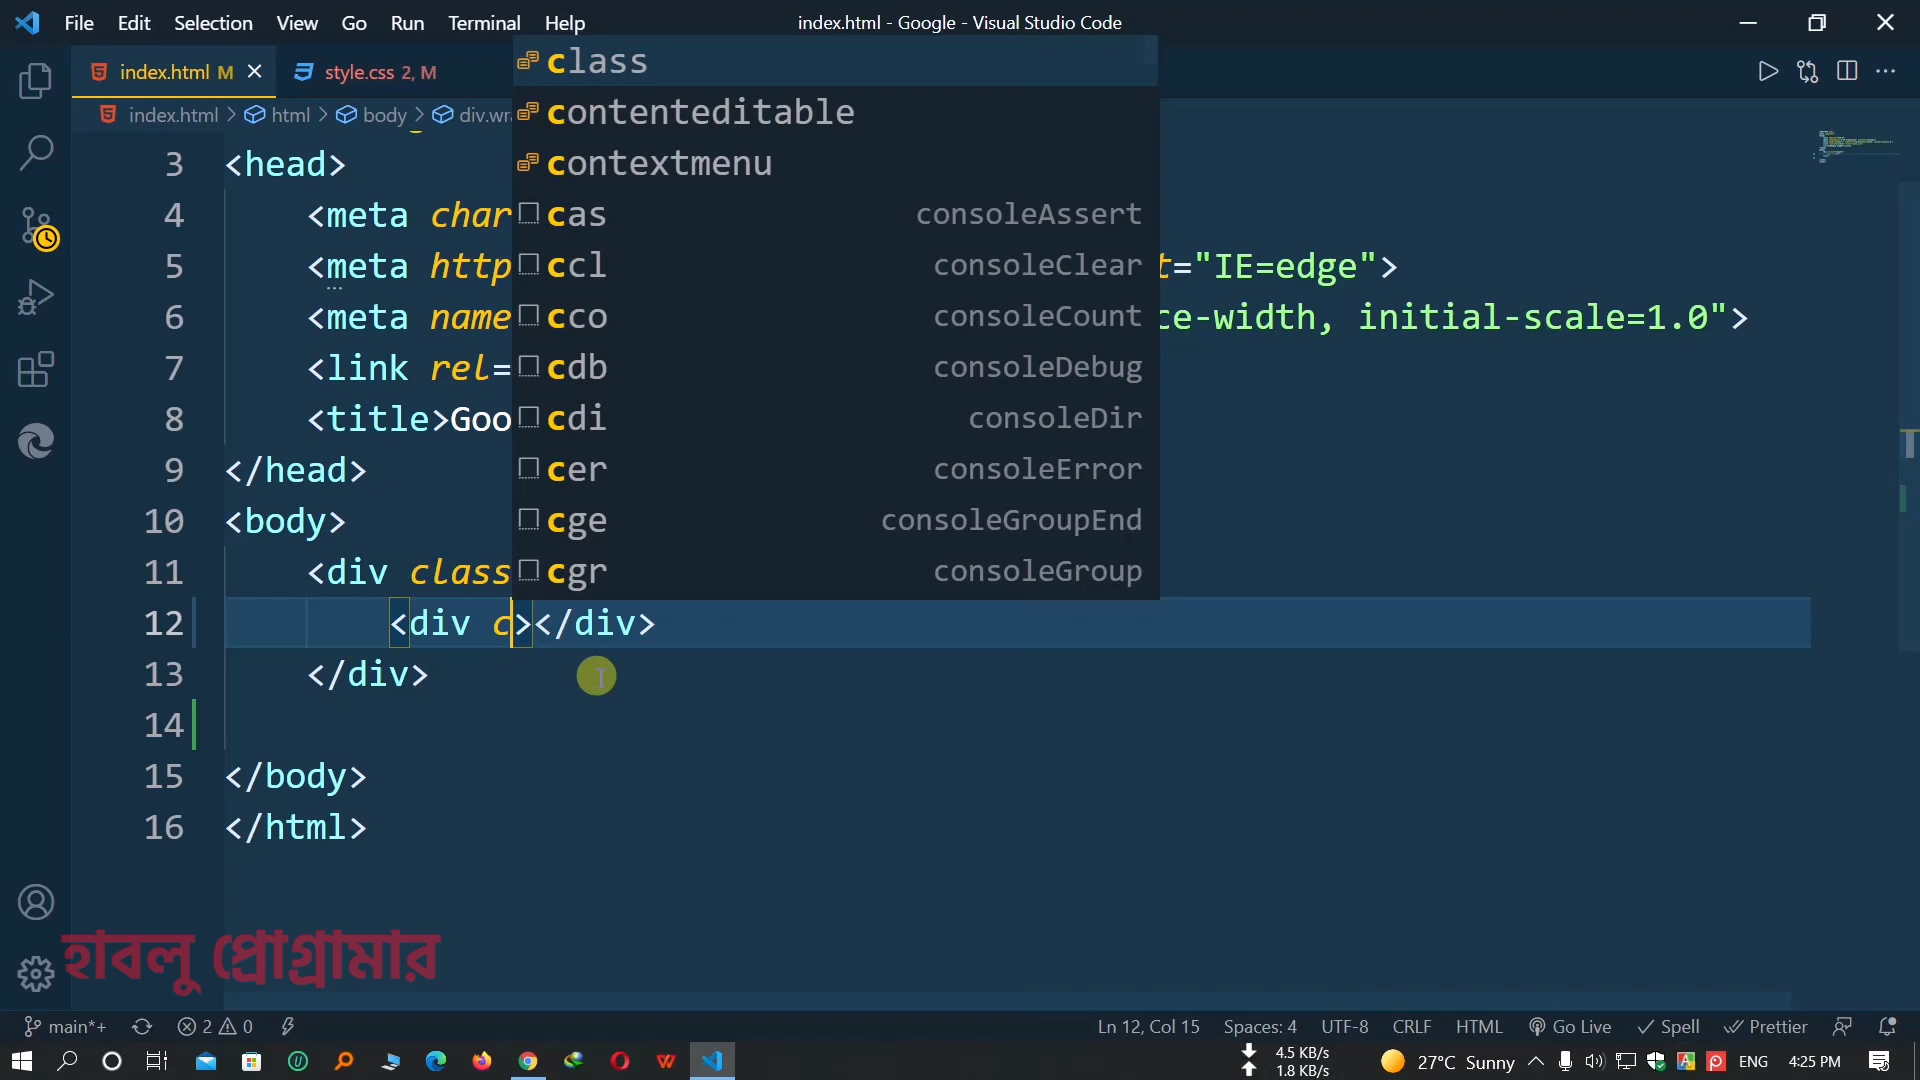 File Edit Selection View Go Run Terminal Help index.html - Google - Visual Studio Code
index.html M style.css 2, M
index.html > html > body > div.wr
class
contenteditable
contextmenu
cas consoleAssert
ccl consoleClear
cco consoleCount
cdb consoleDebug
cdi consoleDir
cer consoleError
cge consoleGroupEnd
cgr consoleGroup
3 <head>
4 <meta char
5 <meta http t="IE=edge">
6 <meta name ce-width, initial-scale=1.0">
7 <link rel=
8 <title>Goo
9 </head>
10 <body>
11 <div class
12 <div c></div>
13 </div>
14
15 </body>
16 </html>
হাবলু প্রোগ্রামার
main*+ 2 0 Ln 12, Col 15 Spaces: 4 UTF-8 CRLF HTML Go Live Spell Prettier
4.5 KB/s
1.8 KB/s
27°C Sunny ENG 4:25 PM